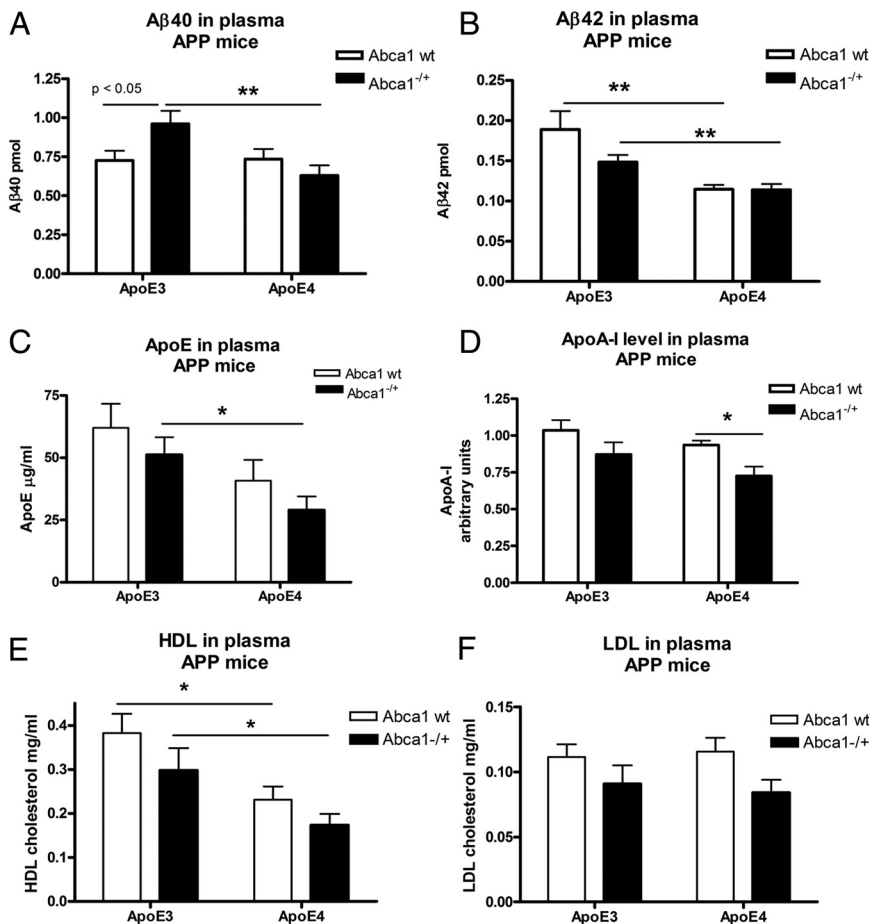 A
Aβ40 in plasma
APP mice
Abca1 wt
Abca1-/+
p < 0.05
**
Aβ40 pmol
1.25
1.00
0.75
0.50
0.25
0.00
ApoE3
ApoE4
B
Aβ42 in plasma
APP mice
Abca1 wt
Abca1-/+
**
**
Aβ42 pmol
0.25
0.20
0.15
0.10
0.05
0.00
ApoE3
ApoE4
C
ApoE in plasma
APP mice
Abca1 wt
Abca1-/+
*
ApoE µg/ml
75
50
25
0
ApoE3
ApoE4
D
ApoA-I level in plasma
APP mice
Abca1 wt
Abca1-/+
*
ApoA-I
arbitrary units
1.25
1.00
0.75
0.50
0.25
0.00
ApoE3
ApoE4
E
HDL in plasma
APP mice
Abca1 wt
Abca1-/+
*
*
HDL cholesterol mg/ml
0.4
0.3
0.2
0.1
0.0
ApoE3
ApoE4
F
LDL in plasma
APP mice
Abca1 wt
Abca1-/+
LDL cholesterol mg/ml
0.15
0.10
0.05
0.00
ApoE3
ApoE4